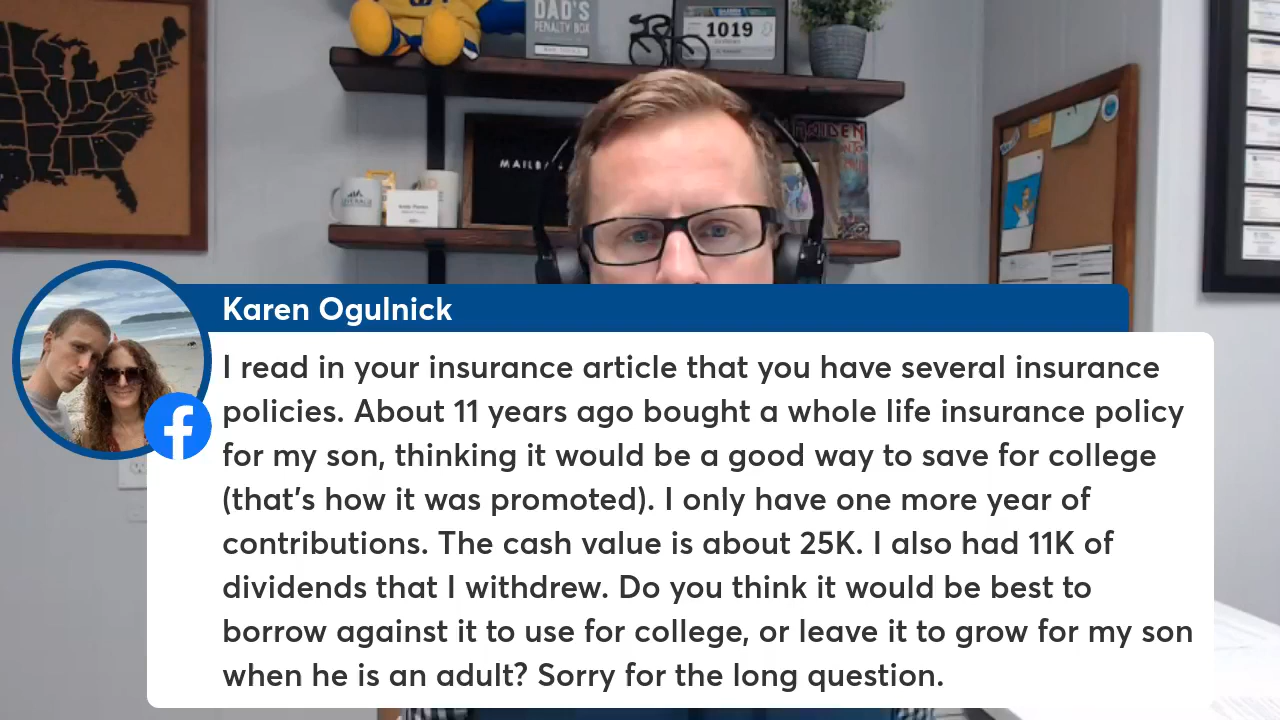 DAD'S
PENALTY BOX
1019
MAIDEN
MAILB
Karen Ogulnick
I read in your insurance article that you have several insurance
policies. About 11 years ago bought a whole life insurance policy
for my son, thinking it would be a good way to save for college
(that's how it was promoted). I only have one more year of
contributions. The cash value is about 25K. I also had 11K of
dividends that I withdrew. Do you think it would be best to
borrow against it to use for college, or leave it to grow for my son
when he is an adult? Sorry for the long question.